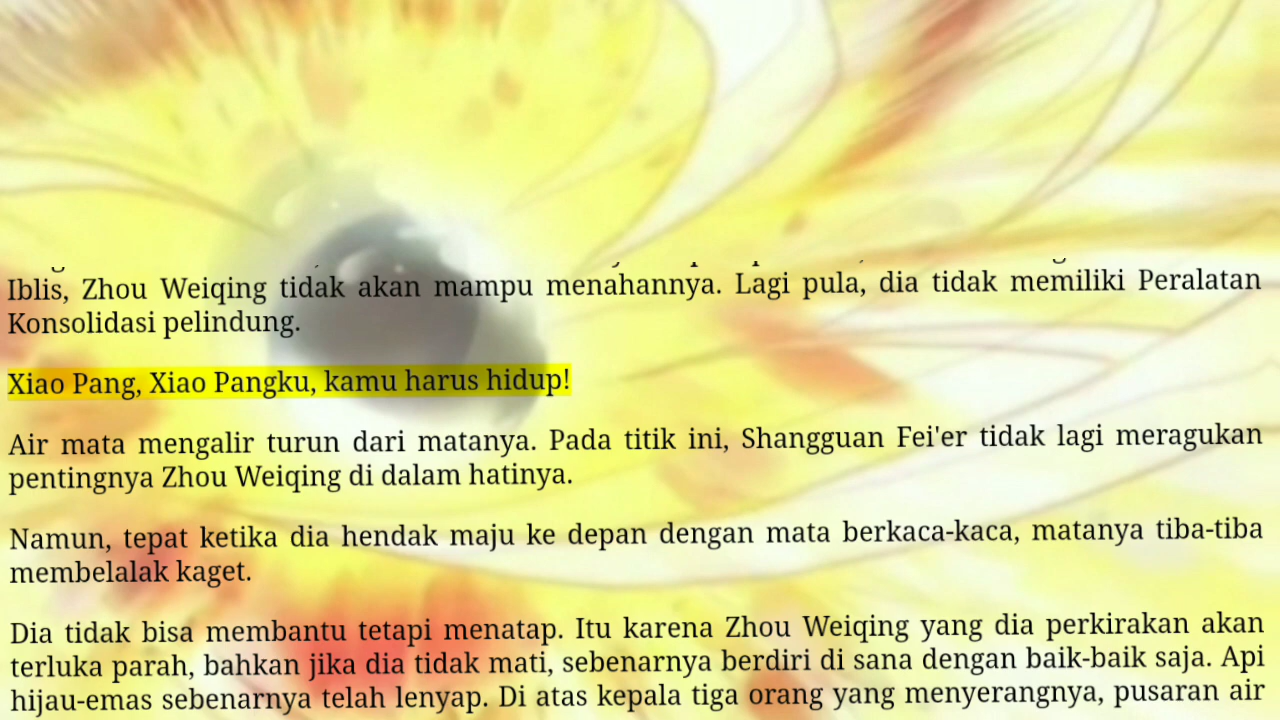 Iblis, Zhou Weiqing tidak akan mampu menahannya. Lagi pula, dia tidak memiliki Peralatan
Konsolidasi pelindung.
Xiao Pang, Xiao Pangku, kamu harus hidup!
Air mata mengalir turun dari matanya. Pada titik ini, Shangguan Fei'er tidak lagi meragukan
pentingnya Zhou Weiqing di dalam hatinya.
Namun, tepat ketika dia hendak maju ke depan dengan mata berkaca-kaca, matanya tiba-tiba
membelalak kaget.
Dia tidak bisa membantu tetapi menatap. Itu karena Zhou Weiqing yang dia perkirakan akan
terluka parah, bahkan jika dia tidak mati, sebenarnya berdiri di sana dengan baik-baik saja. Api
hijau-emas sebenarnya telah lenyap. Di atas kepala tiga orang yang menyerangnya, pusaran air